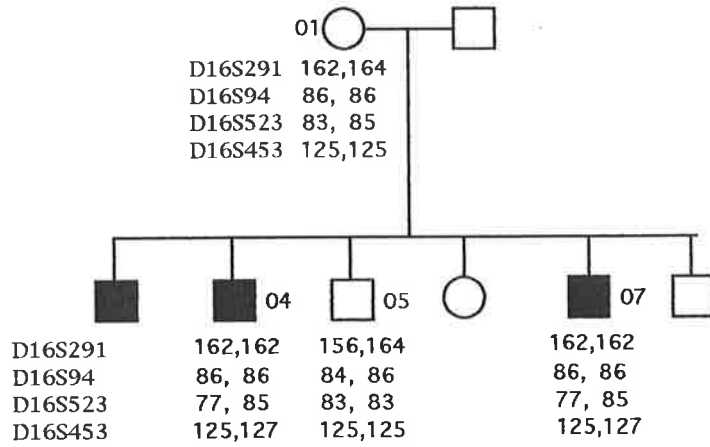 01
D16S291 162,164
D16S94 86, 86
D16S523 83, 85
D16S453 125,125
04 05 07
D16S291 162,162 156,164 162,162
D16S94 86, 86 84, 86 86, 86
D16S523 77, 85 83, 83 77, 85
D16S453 125,127 125,125 125,127